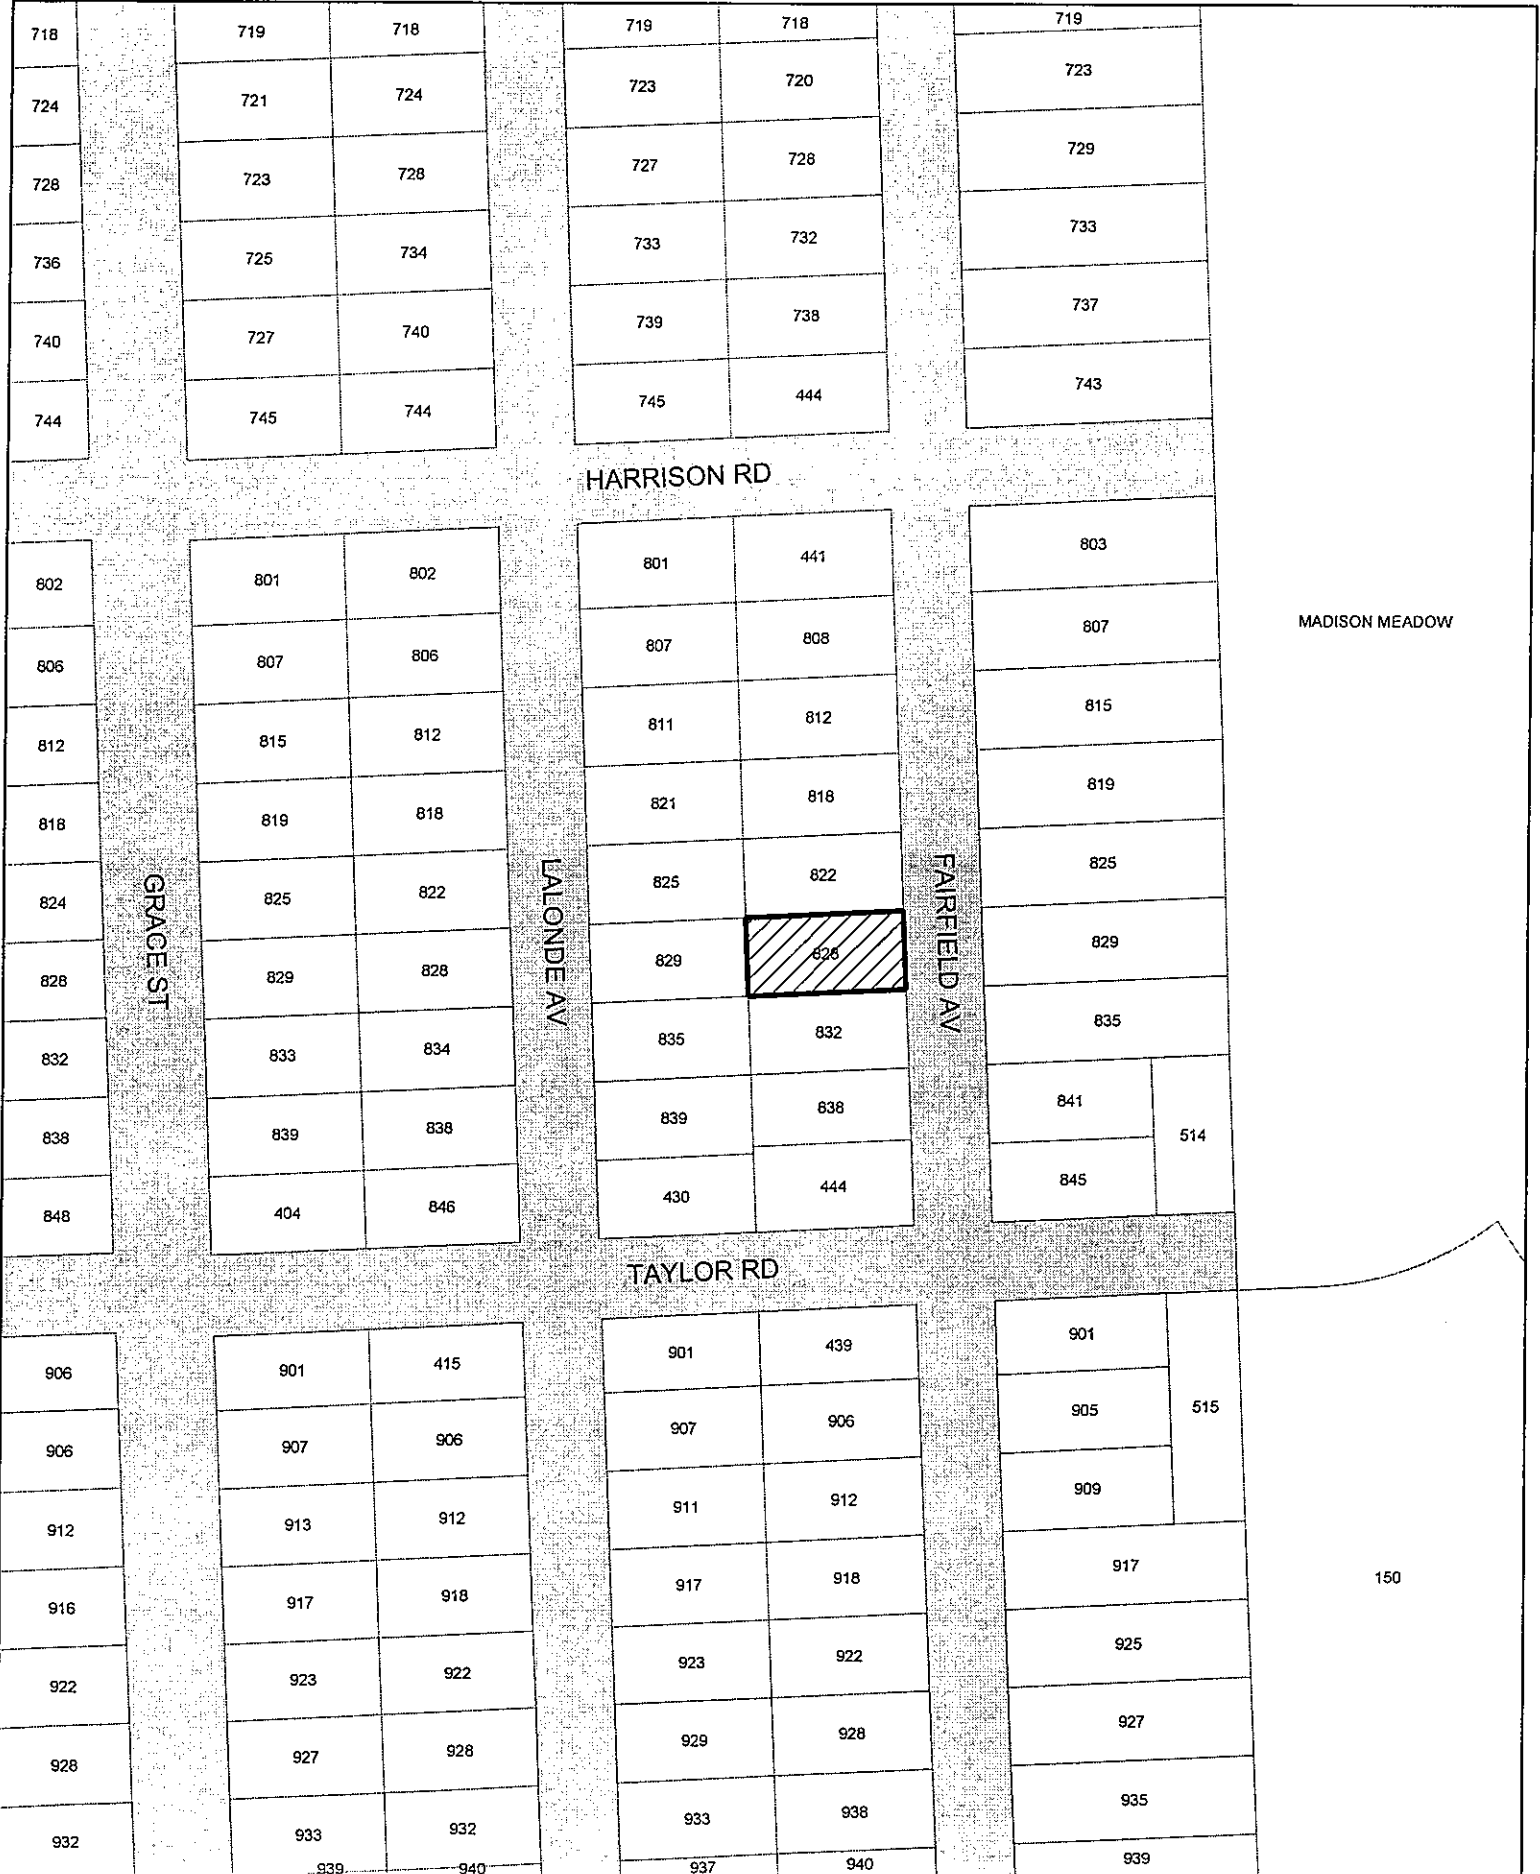 718 719 718 719 718 719
724 721 724 723 720 723
728 723 728 727 728 729
736 725 734 733 732 733
740 727 740 739 738 737
744 745 744 745 444 743
HARRISON RD
802 801 802 801 441 803
806 807 806 807 808 807
MADISON MEADOW
812 815 812 811 812 815
818 819 818 821 818 819
824 825 822 825 822 825
GRACE ST
LALONDE AV
FAIRFIELD AV
828 829 828 829 828 829
832 833 834 835 832 835
838 839 838 839 838 841
514
848 404 846 430 444 845
TAYLOR RD
906 901 415 901 439 901
906 907 906 907 906 905
515
912 913 912 911 912 909
916 917 918 917 918 917
150
922 923 922 923 922 925
928 927 928 929 928 927
932 933 932 933 938 935
939 940 937 940 939